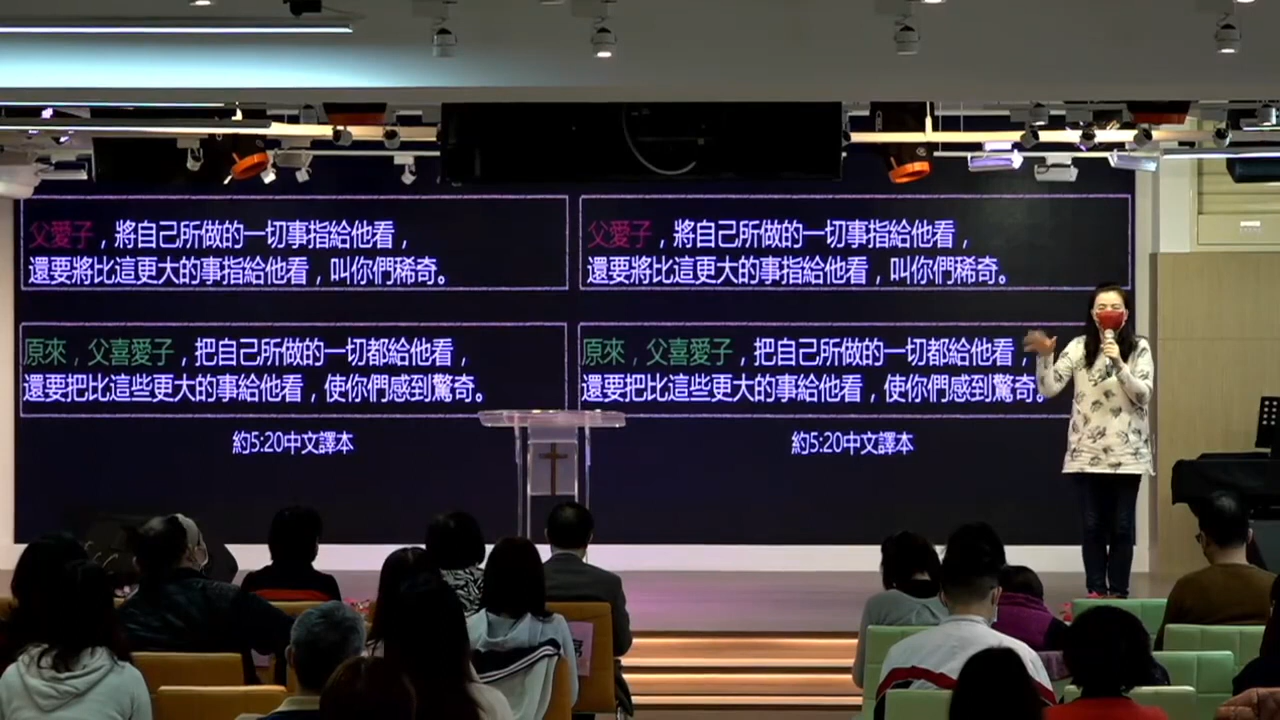 父愛子，將自己所做的一切事指給他看，
還要將比這更大的事指給他看，叫你們稀奇。
原來，父喜愛子，把自己所做的一切都給他看，
還要把比這些更大的事給他看，使你們感到驚奇。
約5:20中文譯本
父愛子，將自己所做的一切事指給他看，
還要將比這更大的事指給他看，叫你們稀奇。
原來，父喜愛子，把自己所做的一切都給他看，
還要把比這些更大的事給他看，使你們感到驚奇。
約5:20中文譯本
席